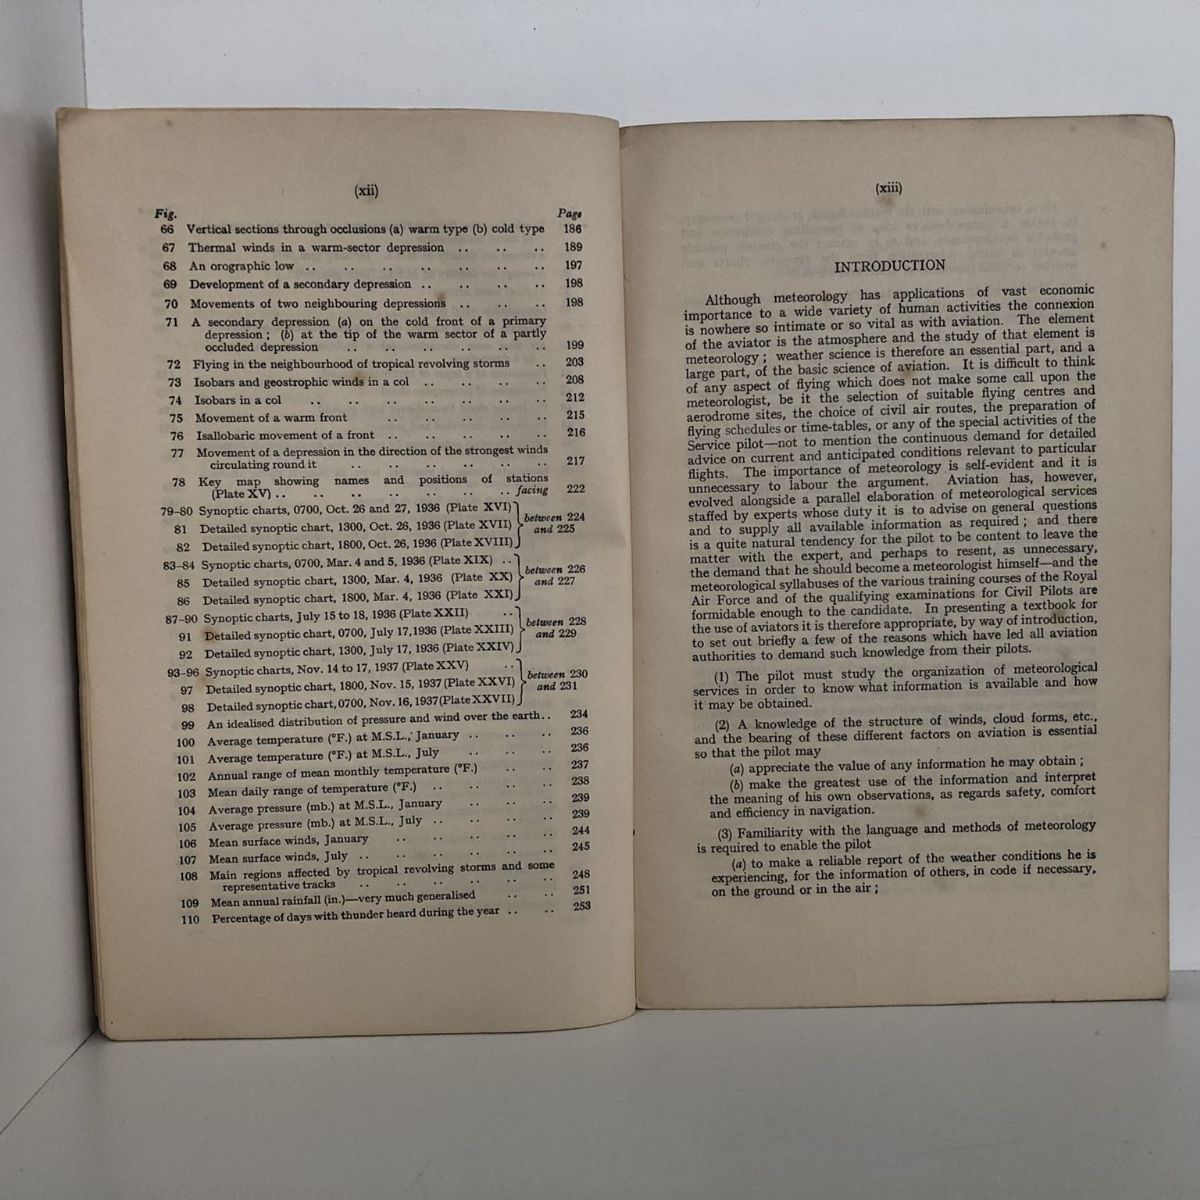 (xii)
Fig. Page
66 Vertical sections through occlusions (a) warm type (b) cold type 186
67 Thermal winds in a warm-sector depression .. .. .. 189
68 An orographic low .. .. .. .. .. .. .. 197
69 Development of a secondary depression .. .. .. .. 198
70 Movements of two neighbouring depressions .. .. .. 198
71 A secondary depression (a) on the cold front of a primary
depression ; (b) at the tip of the warm sector of a partly
occluded depression .. .. .. .. .. .. 199
72 Flying in the neighbourhood of tropical revolving storms .. 203
73 Isobars and geostrophic winds in a col .. .. .. .. 208
74 Isobars in a col .. .. .. .. .. .. .. 212
75 Movement of a warm front .. .. .. .. .. 215
76 Isallobaric movement of a front .. .. .. .. .. 216
77 Movement of a depression in the direction of the strongest winds
circulating round it .. .. .. .. .. .. 217
78 Key map showing names and positions of stations
(Plate XV) .. .. .. .. .. .. .. facing 222
79–80 Synoptic charts, 0700, Oct. 26 and 27, 1936 (Plate XVI)
81 Detailed synoptic chart, 1300, Oct. 26, 1936 (Plate XVII) between 224
82 Detailed synoptic chart, 1800, Oct. 26, 1936 (Plate XVIII) and 225
83–84 Synoptic charts, 0700, Mar. 4 and 5, 1936 (Plate XIX) ..
85 Detailed synoptic chart, 1300, Mar. 4, 1936 (Plate XX) between 226
86 Detailed synoptic chart, 1800, Mar. 4, 1936 (Plate XXI) and 227
87–90 Synoptic charts, July 15 to 18, 1936 (Plate XXII) ..
91 Detailed synoptic chart, 0700, July 17, 1936 (Plate XXIII) between 228
92 Detailed synoptic chart, 1300, July 17, 1936 (Plate XXIV) and 229
93–96 Synoptic charts, Nov. 14 to 17, 1937 (Plate XXV) ..
97 Detailed synoptic chart, 1800, Nov. 15, 1937 (Plate XXVI) between 230
98 Detailed synoptic chart, 0700, Nov. 16, 1937 (Plate XXVII) and 231
99 An idealised distribution of pressure and wind over the earth.. 234
100 Average temperature (°F.) at M.S.L., January .. .. .. 236
101 Average temperature (°F.) at M.S.L., July .. .. .. 236
102 Annual range of mean monthly temperature (°F.) .. .. 237
103 Mean daily range of temperature (°F.) .. .. .. .. 238
104 Average pressure (mb.) at M.S.L., January .. .. .. 239
105 Average pressure (mb.) at M.S.L., July .. .. .. .. 239
106 Mean surface winds, January .. .. .. .. .. 244
107 Mean surface winds, July .. .. .. .. .. .. 245
108 Main regions affected by tropical revolving storms and some
representative tracks .. .. .. .. .. .. 248
109 Mean annual rainfall (in.)—very much generalised .. .. 251
110 Percentage of days with thunder heard during the year .. .. 253
(xiii)
INTRODUCTION
Although meteorology has applications of vast economic
importance to a wide variety of human activities the connexion
is nowhere so intimate or so vital as with aviation. The element
of the aviator is the atmosphere and the study of that element is
meteorology ; weather science is therefore an essential part, and a
large part, of the basic science of aviation. It is difficult to think
of any aspect of flying which does not make some call upon the
meteorologist, be it the selection of suitable flying centres and
aerodrome sites, the choice of civil air routes, the preparation of
flying schedules or time-tables, or any of the special activities of the
Service pilot—not to mention the continuous demand for detailed
advice on current and anticipated conditions relevant to particular
flights. The importance of meteorology is self-evident and it is
unnecessary to labour the argument. Aviation has, however,
evolved alongside a parallel elaboration of meteorological services
staffed by experts whose duty it is to advise on general questions
and to supply all available information as required ; and there
is a quite natural tendency for the pilot to be content to leave the
matter with the expert, and perhaps to resent, as unnecessary,
the demand that he should become a meteorologist himself—and the
meteorological syllabuses of the various training courses of the Royal
Air Force and of the qualifying examinations for Civil Pilots are
formidable enough to the candidate. In presenting a textbook for
the use of aviators it is therefore appropriate, by way of introduction,
to set out briefly a few of the reasons which have led all aviation
authorities to demand such knowledge from their pilots.
(1) The pilot must study the organization of meteorological
services in order to know what information is available and how
it may be obtained.
(2) A knowledge of the structure of winds, cloud forms, etc.,
and the bearing of these different factors on aviation is essential
so that the pilot may
(a) appreciate the value of any information he may obtain ;
(b) make the greatest use of the information and interpret
the meaning of his own observations, as regards safety, comfort
and efficiency in navigation.
(3) Familiarity with the language and methods of meteorology
is required to enable the pilot
(a) to make a reliable report of the weather conditions he is
experiencing, for the information of others, in code if necessary,
on the ground or in the air ;